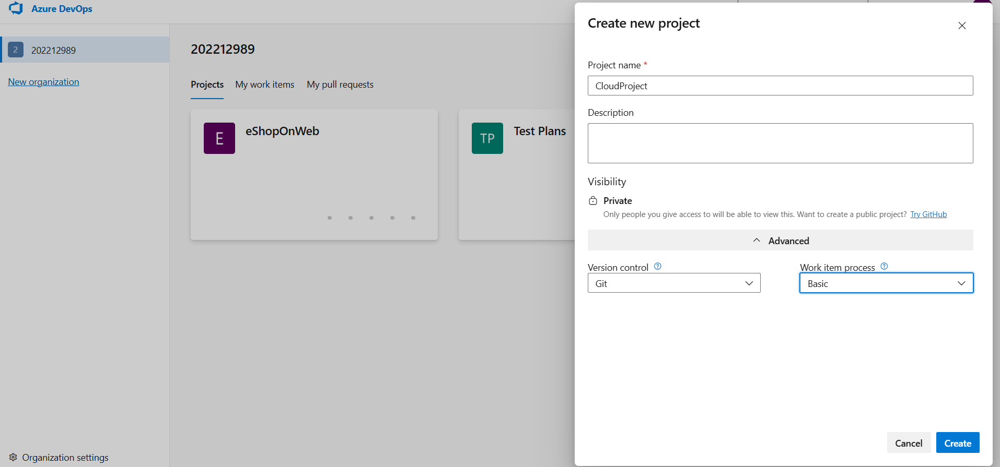 Azure DevOps
2 202212989
New organization
Organization settings
202212989
Projects My work items My pull requests
E eShopOnWeb
TP Test Plans
Create new project
Project name *
CloudProject
Description
Visibility
Private
Only people you give access to will be able to view this. Want to create a public project? Try GitHub
Advanced
Version control
Git
Work item process
Basic
Cancel Create